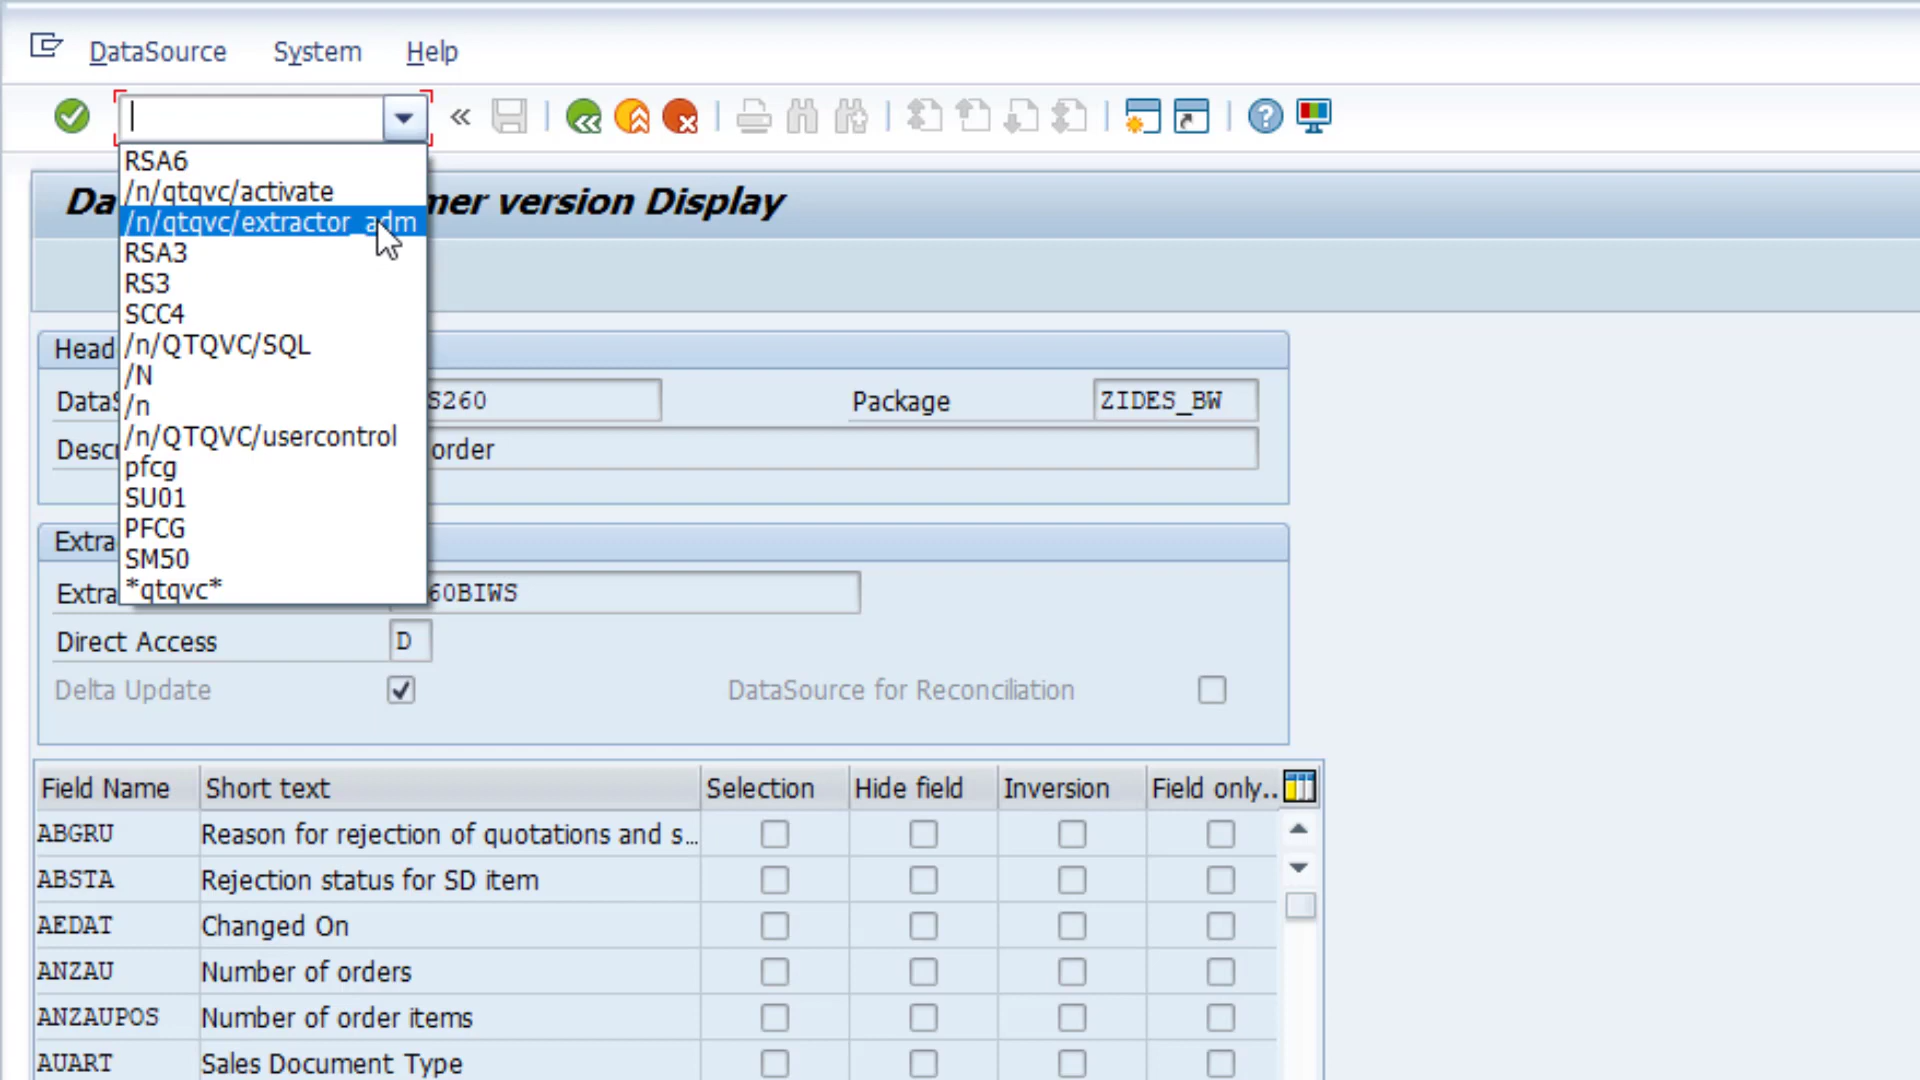 DataSource System Help
RSA6
/n/qtqvc/activate
Da mer version Display
/n/qtqvc/extractor_adm
RSA3
RS3
SCC4
/n/QTQVC/SQL
Head
/N
/n
DataS S260 Package ZIDES_BW
/n/QTQVC/usercontrol
Descr order
pfcg
SU01
PFCG
Extra
SM50
*qtqvc*
Extra 60BIWS
Direct Access D
Delta Update DataSource for Reconciliation
Field Name Short text Selection Hide field Inversion Field only..
ABGRU Reason for rejection of quotations and s...
ABSTA Rejection status for SD item
AEDAT Changed On
ANZAU Number of orders
ANZAUPOS Number of order items
AUART Sales Document Type